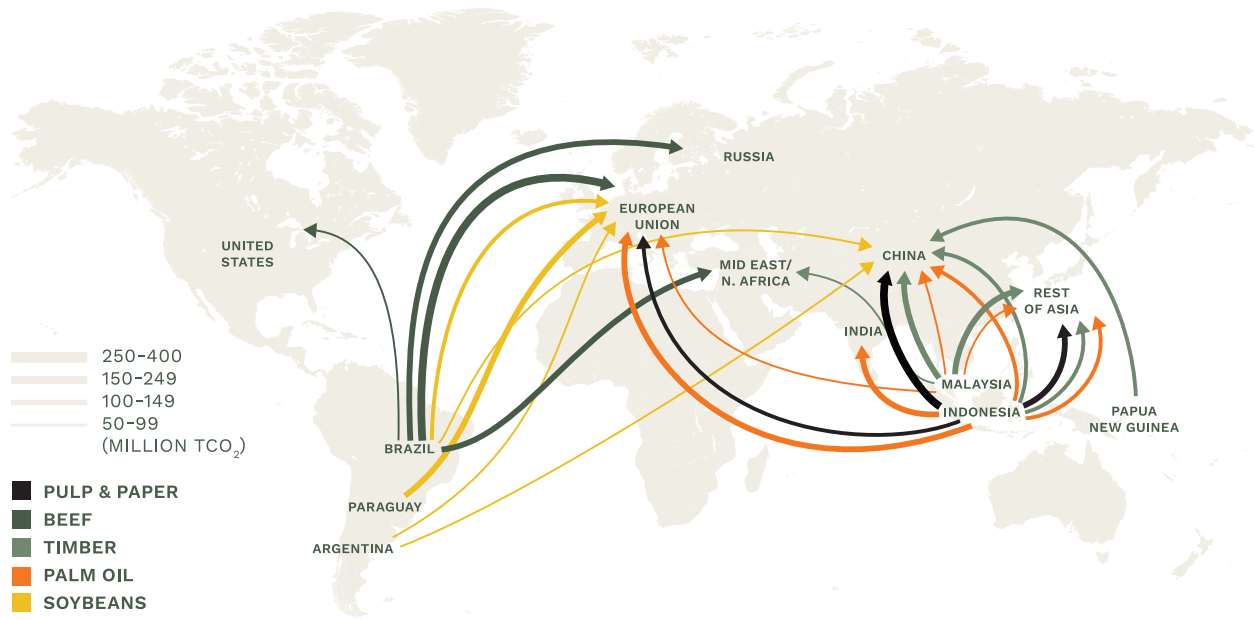 RUSSIA
EUROPEAN
UNION
UNITED
STATES
CHINA
MID EAST/
N. AFRICA
REST
OF ASIA
INDIA
250–400
150–249
100–149
50–99
(MILLION TCO₂)
MALAYSIA
INDONESIA
PAPUA
NEW GUINEA
BRAZIL
PARAGUAY
ARGENTINA
PULP & PAPER
BEEF
TIMBER
PALM OIL
SOYBEANS